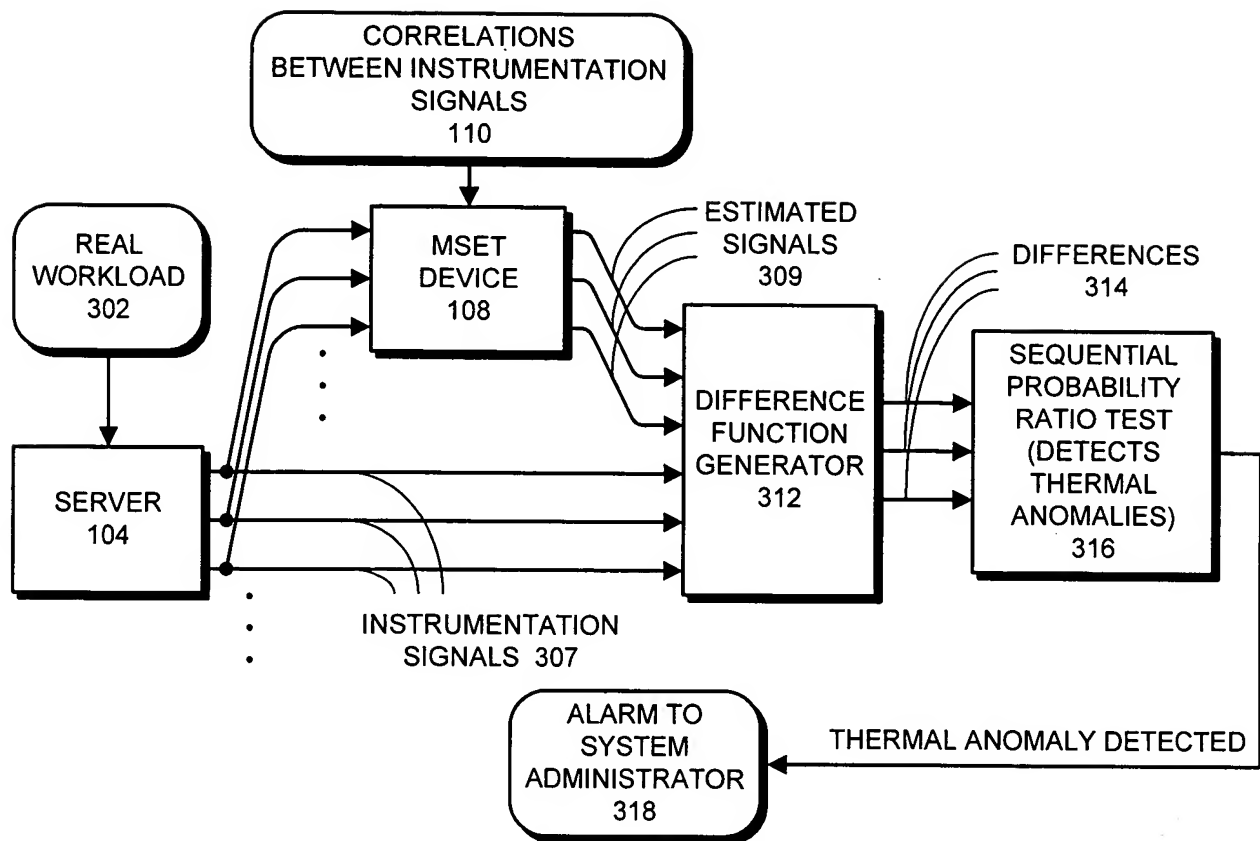 CORRELATIONS
BETWEEN INSTRUMENTATION
SIGNALS
110
REAL
WORKLOAD
302
MSET
DEVICE
108
ESTIMATED
SIGNALS
309
DIFFERENCES
314
SERVER
104
DIFFERENCE
FUNCTION
GENERATOR
312
SEQUENTIAL
PROBABILITY
RATIO TEST
(DETECTS
THERMAL
ANOMALIES)
316
INSTRUMENTATION
SIGNALS 307
ALARM TO
SYSTEM
ADMINISTRATOR
318
THERMAL ANOMALY DETECTED